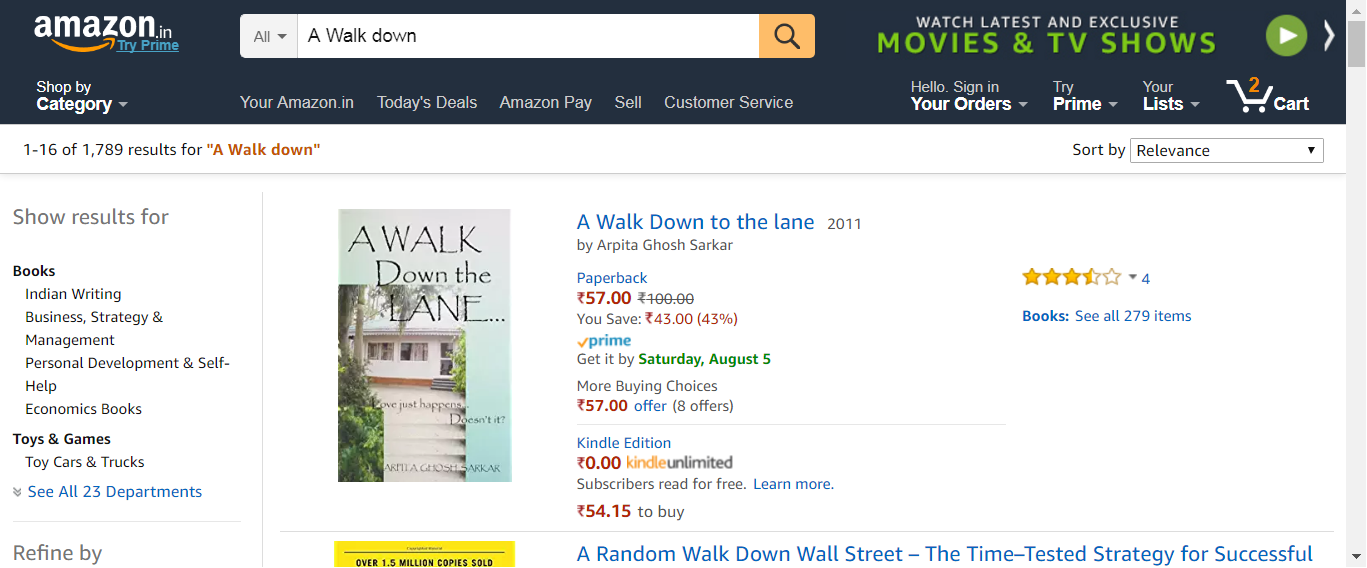 amazon.in
Try Prime
All
A Walk down
WATCH LATEST AND EXCLUSIVE
MOVIES & TV SHOWS
Shop by
Category
Your Amazon.in
Today's Deals
Amazon Pay
Sell
Customer Service
Hello. Sign in
Your Orders
Try
Prime
Your
Lists
2
Cart
1-16 of 1,789 results for "A Walk down"
Sort by
Relevance
Show results for
Books
Indian Writing
Business, Strategy &
Management
Personal Development & Self-
Help
Economics Books
Toys & Games
Toy Cars & Trucks
See All 23 Departments
Refine by
A WALK
Down the
LANE...
Love just happens...
Doesn't it?
ARPITA GHOSH SARKAR
A Walk Down to the lane 2011
by Arpita Ghosh Sarkar
Paperback
₹57.00 ₹100.00
You Save: ₹43.00 (43%)
prime
Get it by Saturday, August 5
More Buying Choices
₹57.00 offer (8 offers)
Kindle Edition
₹0.00 kindleunlimited
Subscribers read for free. Learn more.
₹54.15 to buy
4
Books: See all 279 items
OVER 1.5 MILLION COPIES SOLD
A Random Walk Down Wall Street – The Time–Tested Strategy for Successful